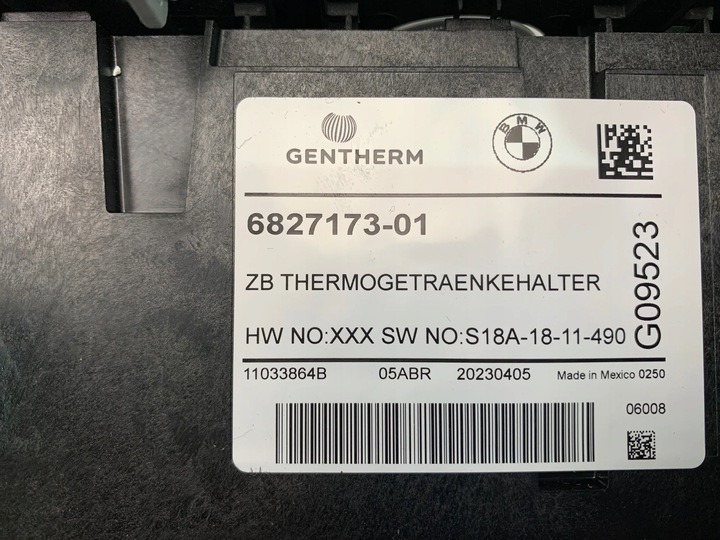 GENTHERM
BMW
6827173-01
ZB THERMOGETRAENKEHALTER
HW NO:XXX SW NO:S18A-18-11-490
G09523
11033864B 05ABR 20230405 Made in Mexico 0250
06008